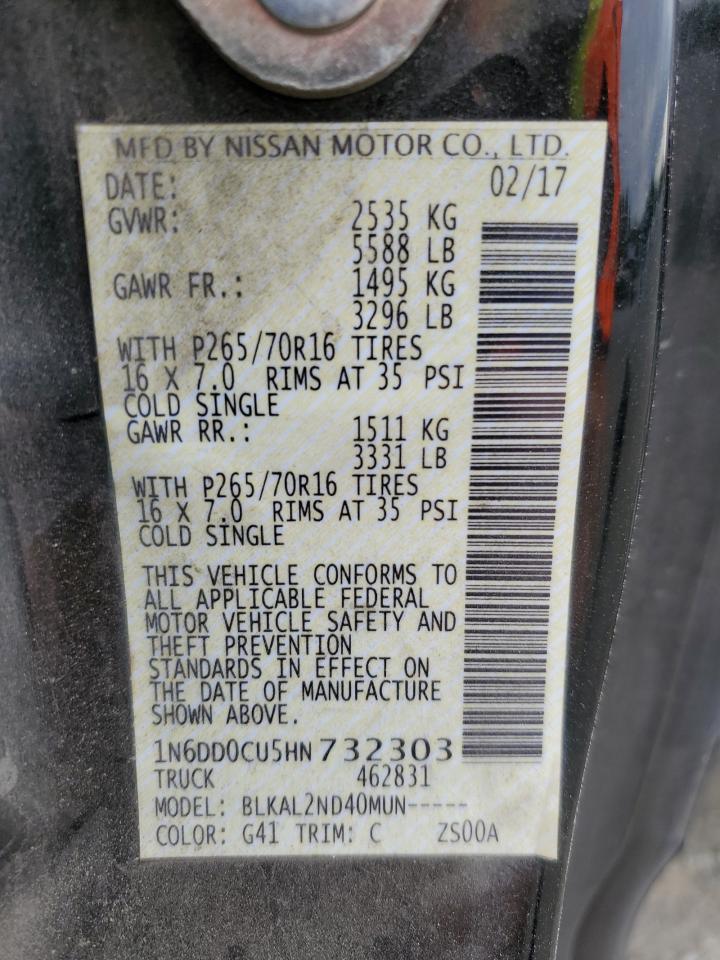 MFD BY NISSAN MOTOR CO., LTD.
DATE: 02/17
GVWR: 2535 KG
5588 LB
GAWR FR.: 1495 KG
3296 LB
WITH P265/70R16 TIRES
16 X 7.0 RIMS AT 35 PSI
COLD SINGLE
GAWR RR.: 1511 KG
3331 LB
WITH P265/70R16 TIRES
16 X 7.0 RIMS AT 35 PSI
COLD SINGLE
THIS VEHICLE CONFORMS TO
ALL APPLICABLE FEDERAL
MOTOR VEHICLE SAFETY AND
THEFT PREVENTION
STANDARDS IN EFFECT ON
THE DATE OF MANUFACTURE
SHOWN ABOVE.
1N6DD0CU5HN732303
TRUCK 462831
MODEL: BLKAL2ND40MUN-----
COLOR: G41 TRIM: C ZS00A